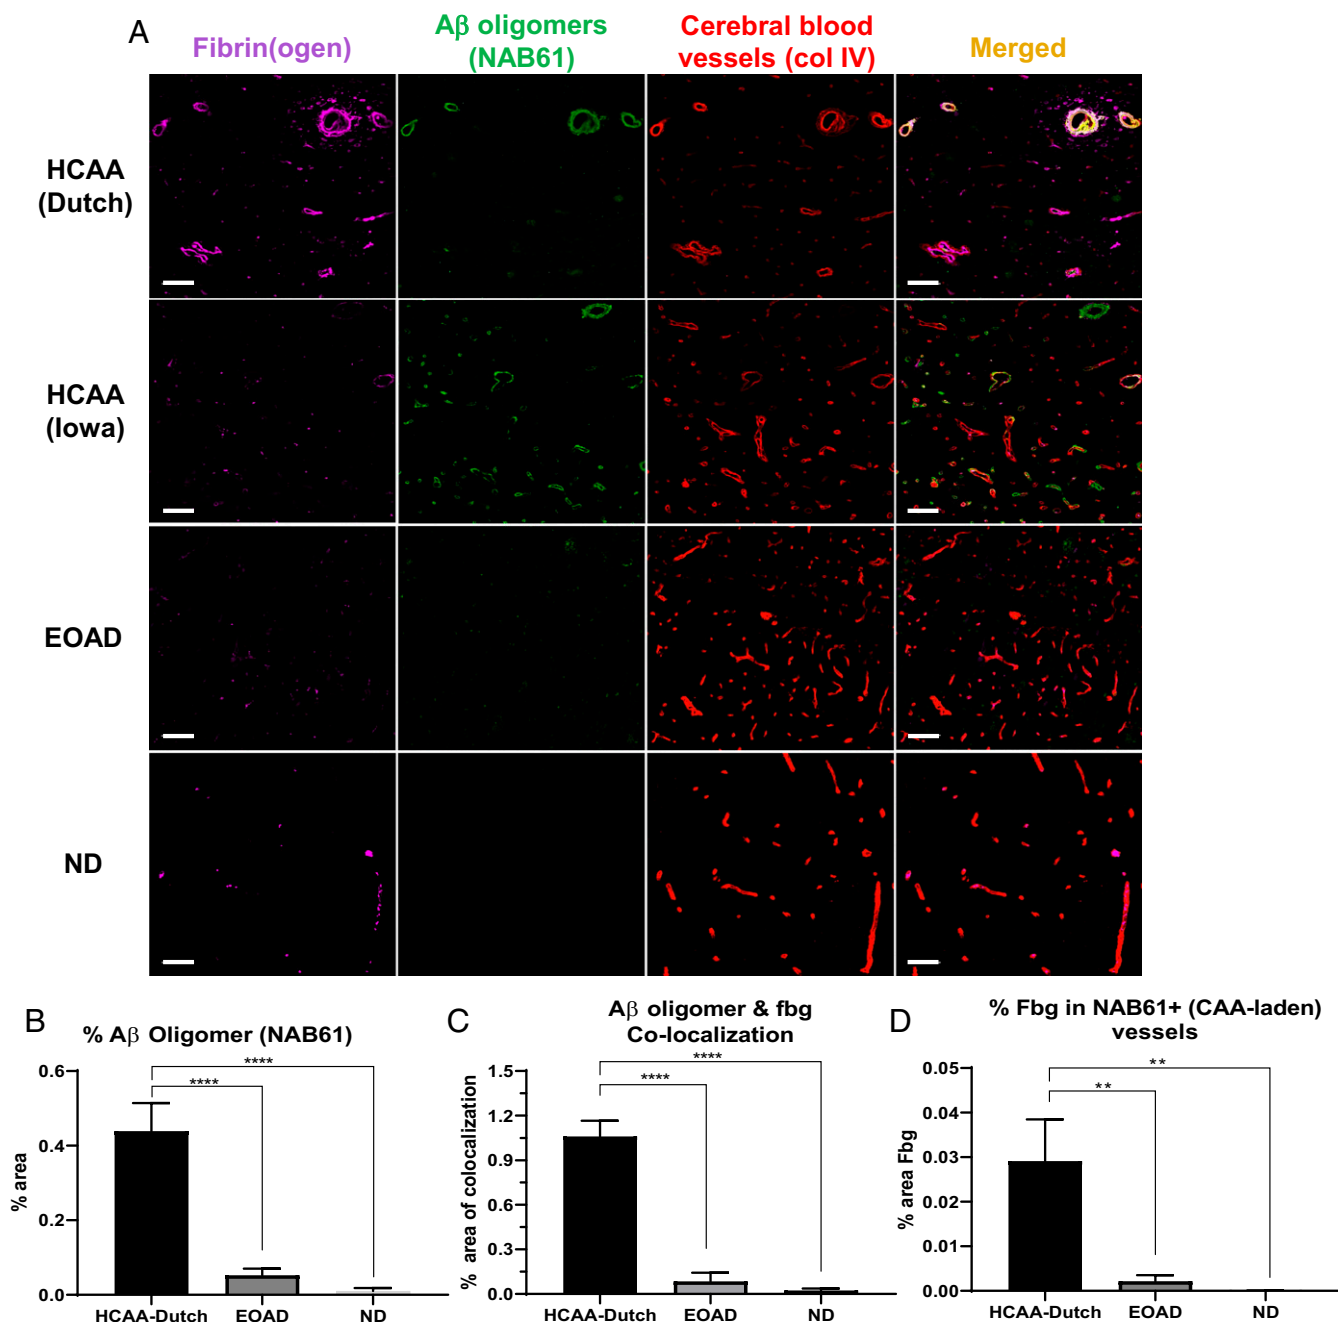 A
Fibrin(ogen)
Aβ oligomers
(NAB61)
Cerebral blood
vessels (col IV)
Merged
HCAA
(Dutch)
HCAA
(Iowa)
EOAD
ND
B
% Aβ Oligomer (NAB61)
****
****
0.6
0.4
0.2
0.0
% area
HCAA-Dutch
EOAD
ND
C
Aβ oligomer & fbg
Co-localization
****
****
1.5
1.2
0.9
0.6
0.3
0.0
% area of colocalization
HCAA-Dutch
EOAD
ND
D
% Fbg in NAB61+ (CAA-laden)
vessels
**
**
0.05
0.04
0.03
0.02
0.01
0.00
% area Fbg
HCAA-Dutch
EOAD
ND